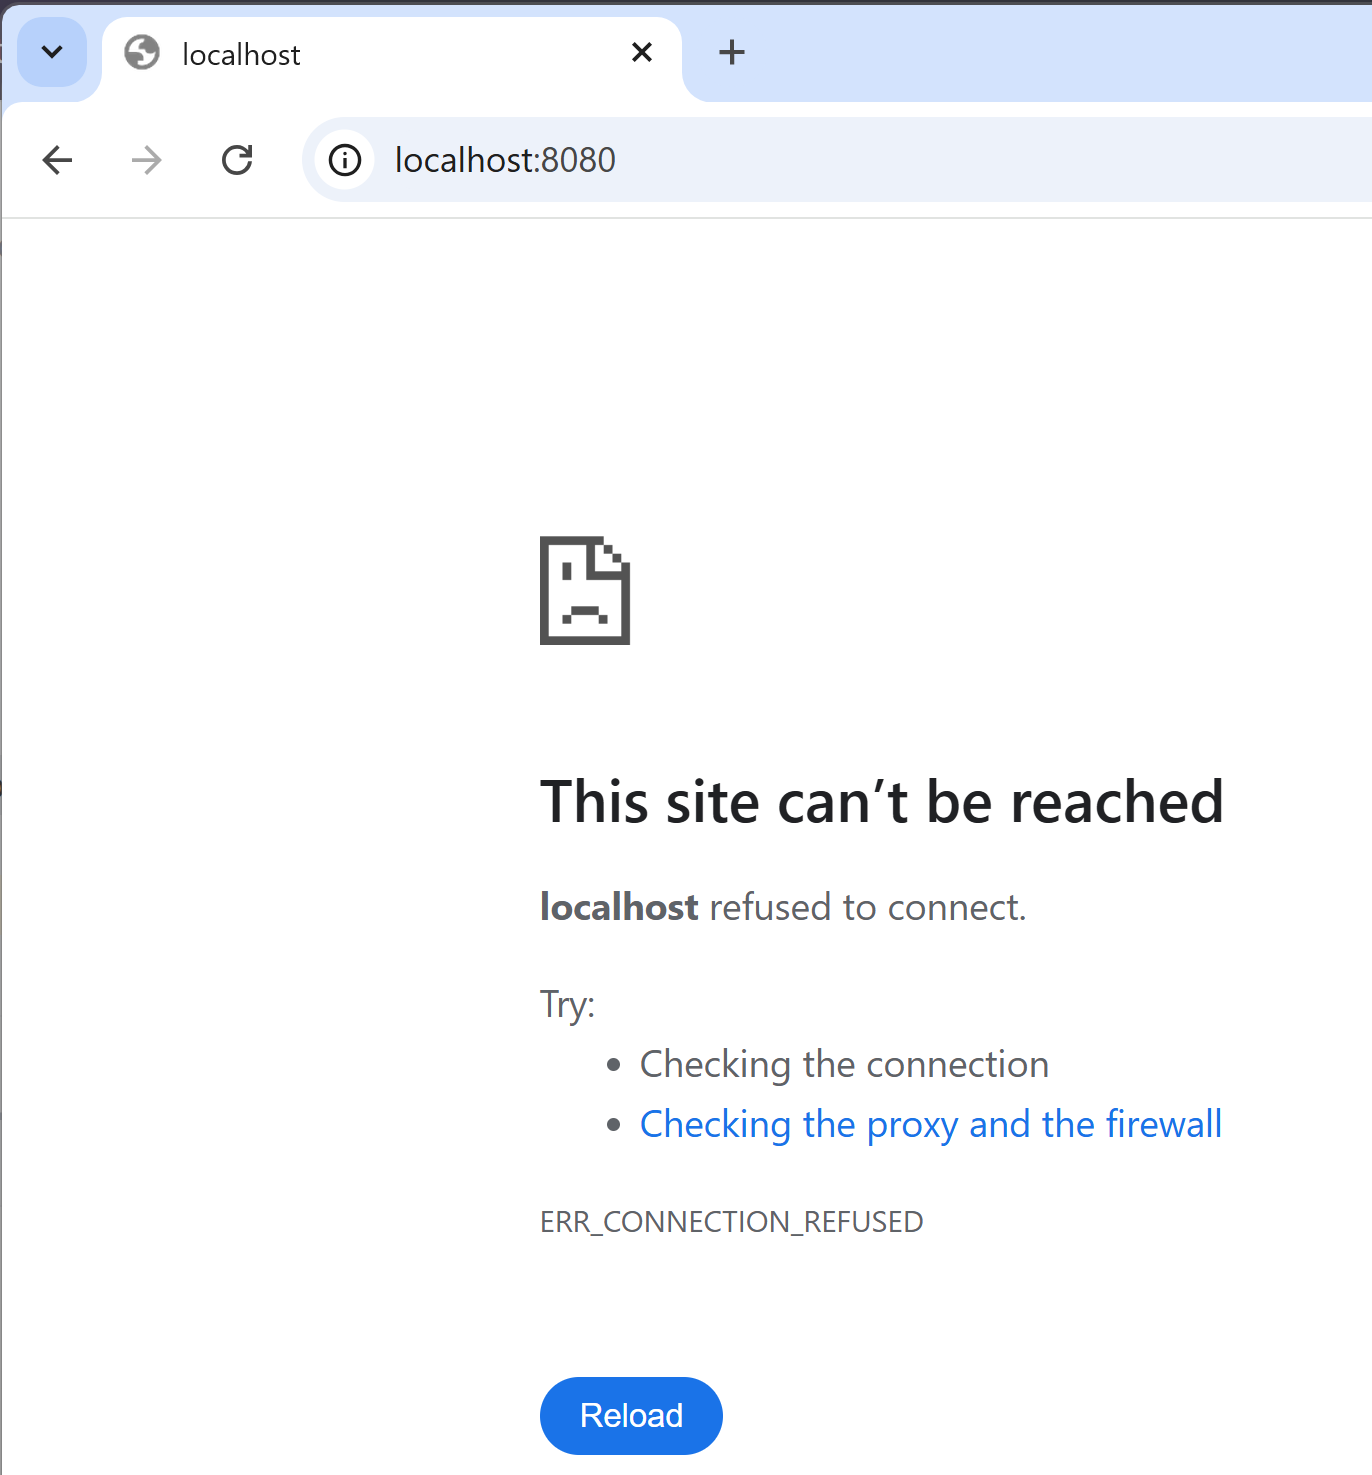 localhost
localhost:8080
This site can’t be reached
localhost refused to connect.
Try:
Checking the connection
Checking the proxy and the firewall
ERR_CONNECTION_REFUSED
Reload